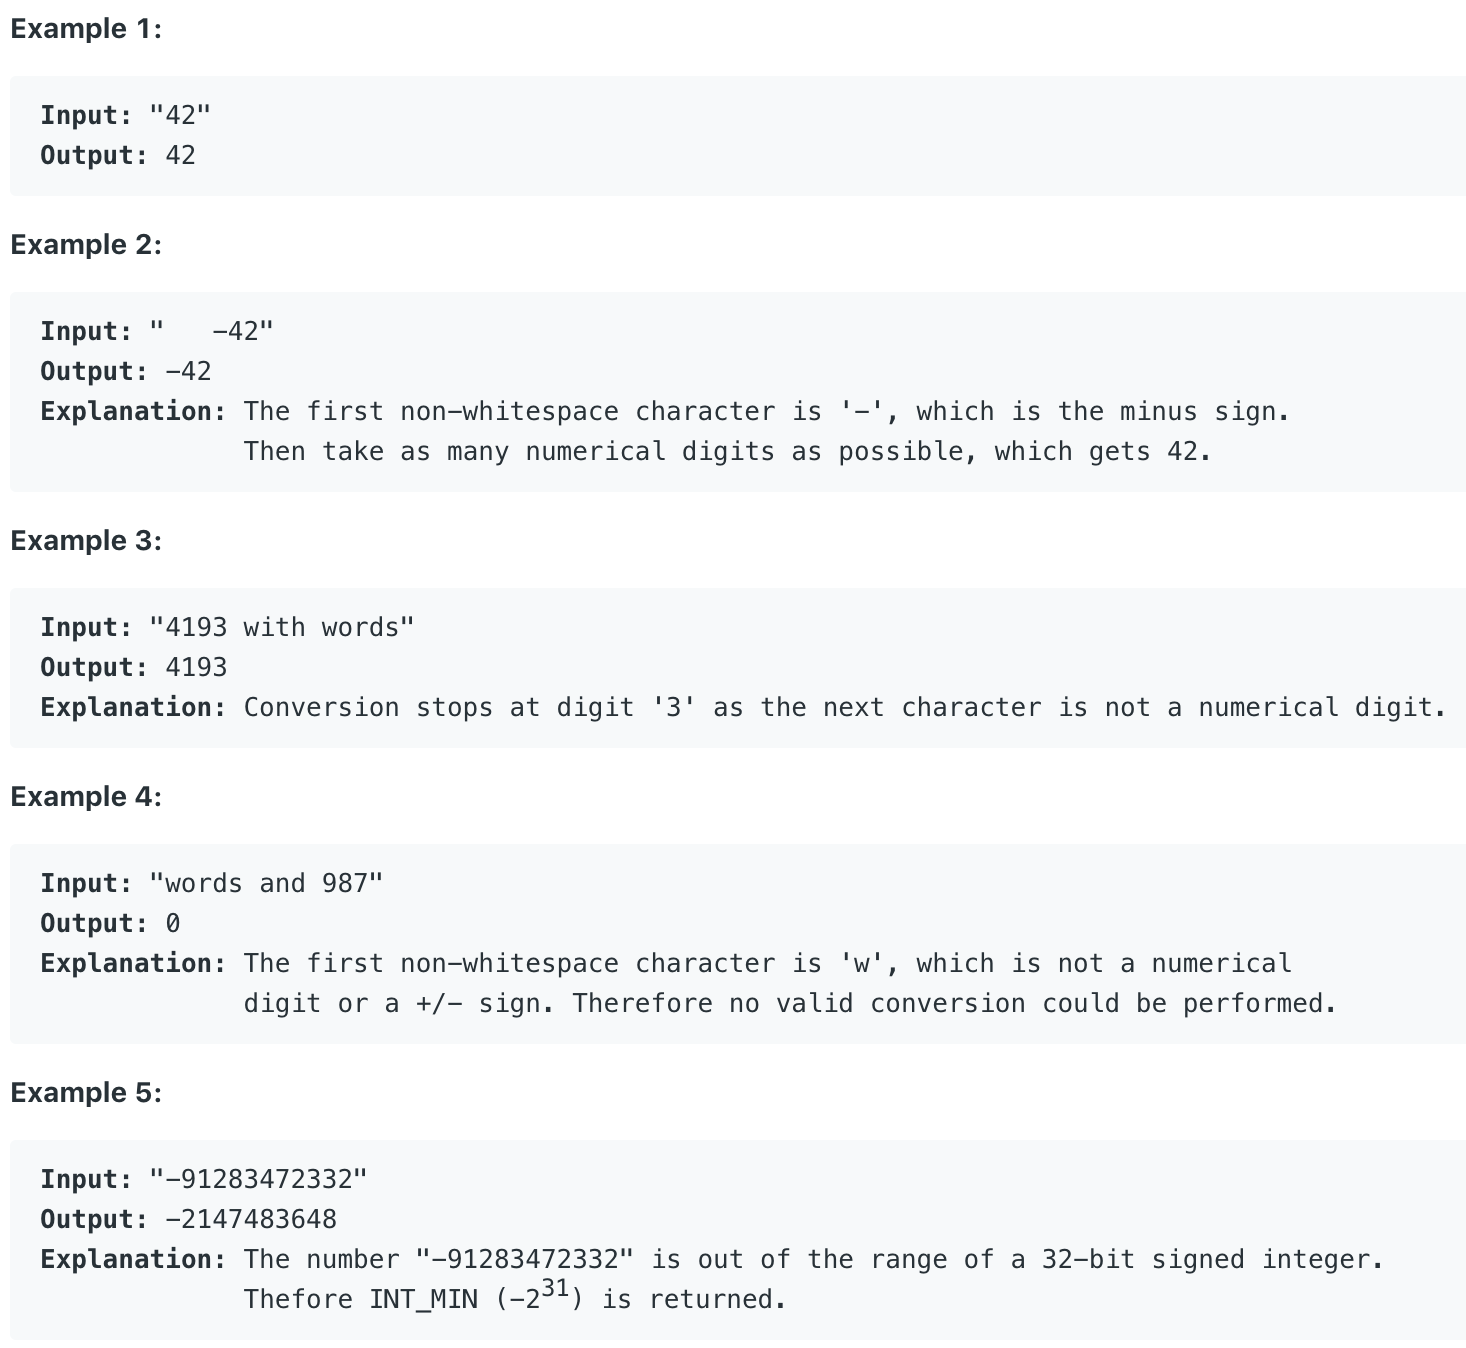 Example 1:
Input: "42"
Output: 42
Example 2:
Input: "   -42"
Output: -42
Explanation: The first non-whitespace character is '-', which is the minus sign.
Then take as many numerical digits as possible, which gets 42.
Example 3:
Input: "4193 with words"
Output: 4193
Explanation: Conversion stops at digit '3' as the next character is not a numerical digit.
Example 4:
Input: "words and 987"
Output: 0
Explanation: The first non-whitespace character is 'w', which is not a numerical
digit or a +/- sign. Therefore no valid conversion could be performed.
Example 5:
Input: "-91283472332"
Output: -2147483648
Explanation: The number "-91283472332" is out of the range of a 32-bit signed integer.
Thefore INT_MIN (-2³¹) is returned.